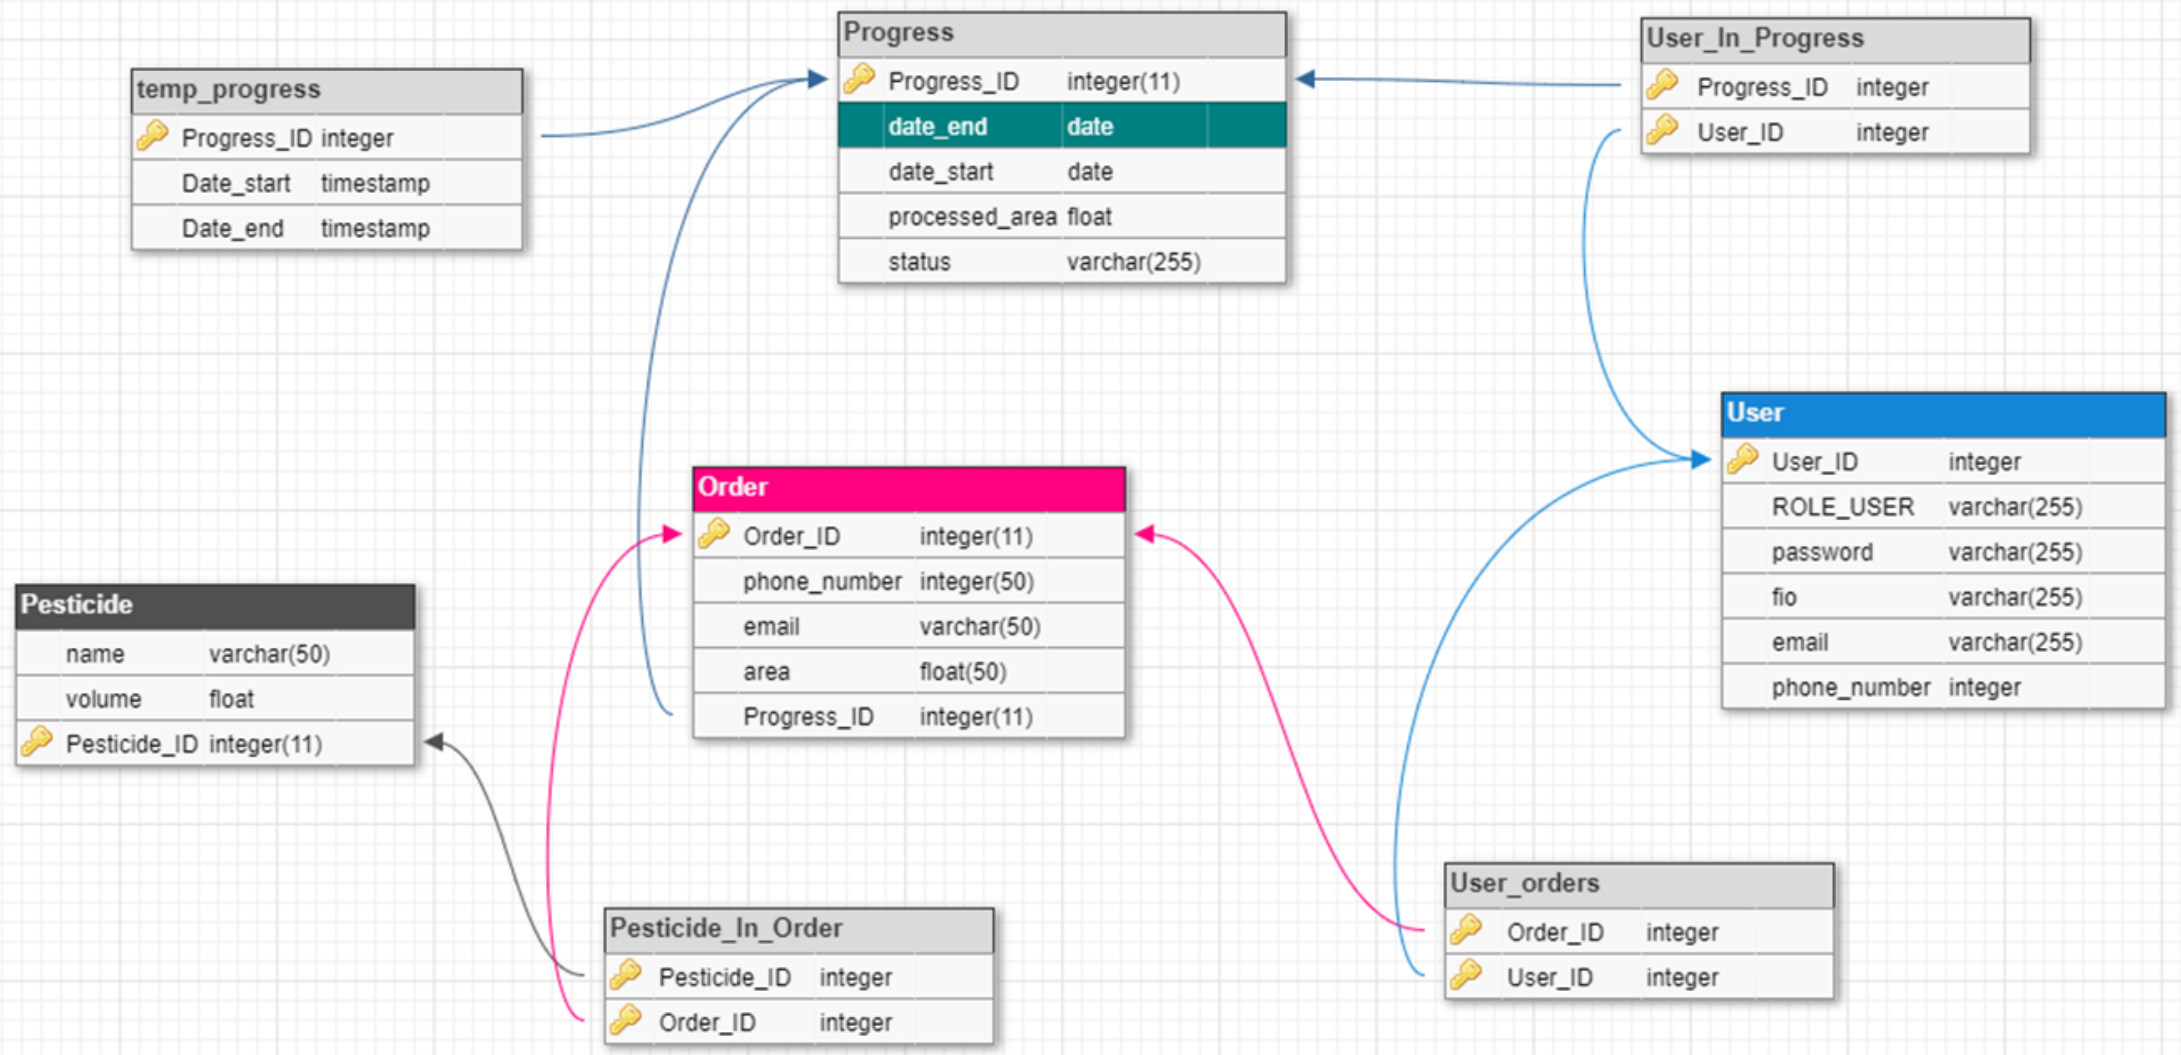 temp_progress
Progress_ID integer
Date_start timestamp
Date_end timestamp
Progress
Progress_ID integer(11)
date_end date
date_start date
processed_area float
status varchar(255)
User_In_Progress
Progress_ID integer
User_ID integer
User
User_ID integer
ROLE_USER varchar(255)
password varchar(255)
fio varchar(255)
email varchar(255)
phone_number integer
Order
Order_ID integer(11)
phone_number integer(50)
email varchar(50)
area float(50)
Progress_ID integer(11)
Pesticide
name varchar(50)
volume float
Pesticide_ID integer(11)
Pesticide_In_Order
Pesticide_ID integer
Order_ID integer
User_orders
Order_ID integer
User_ID integer